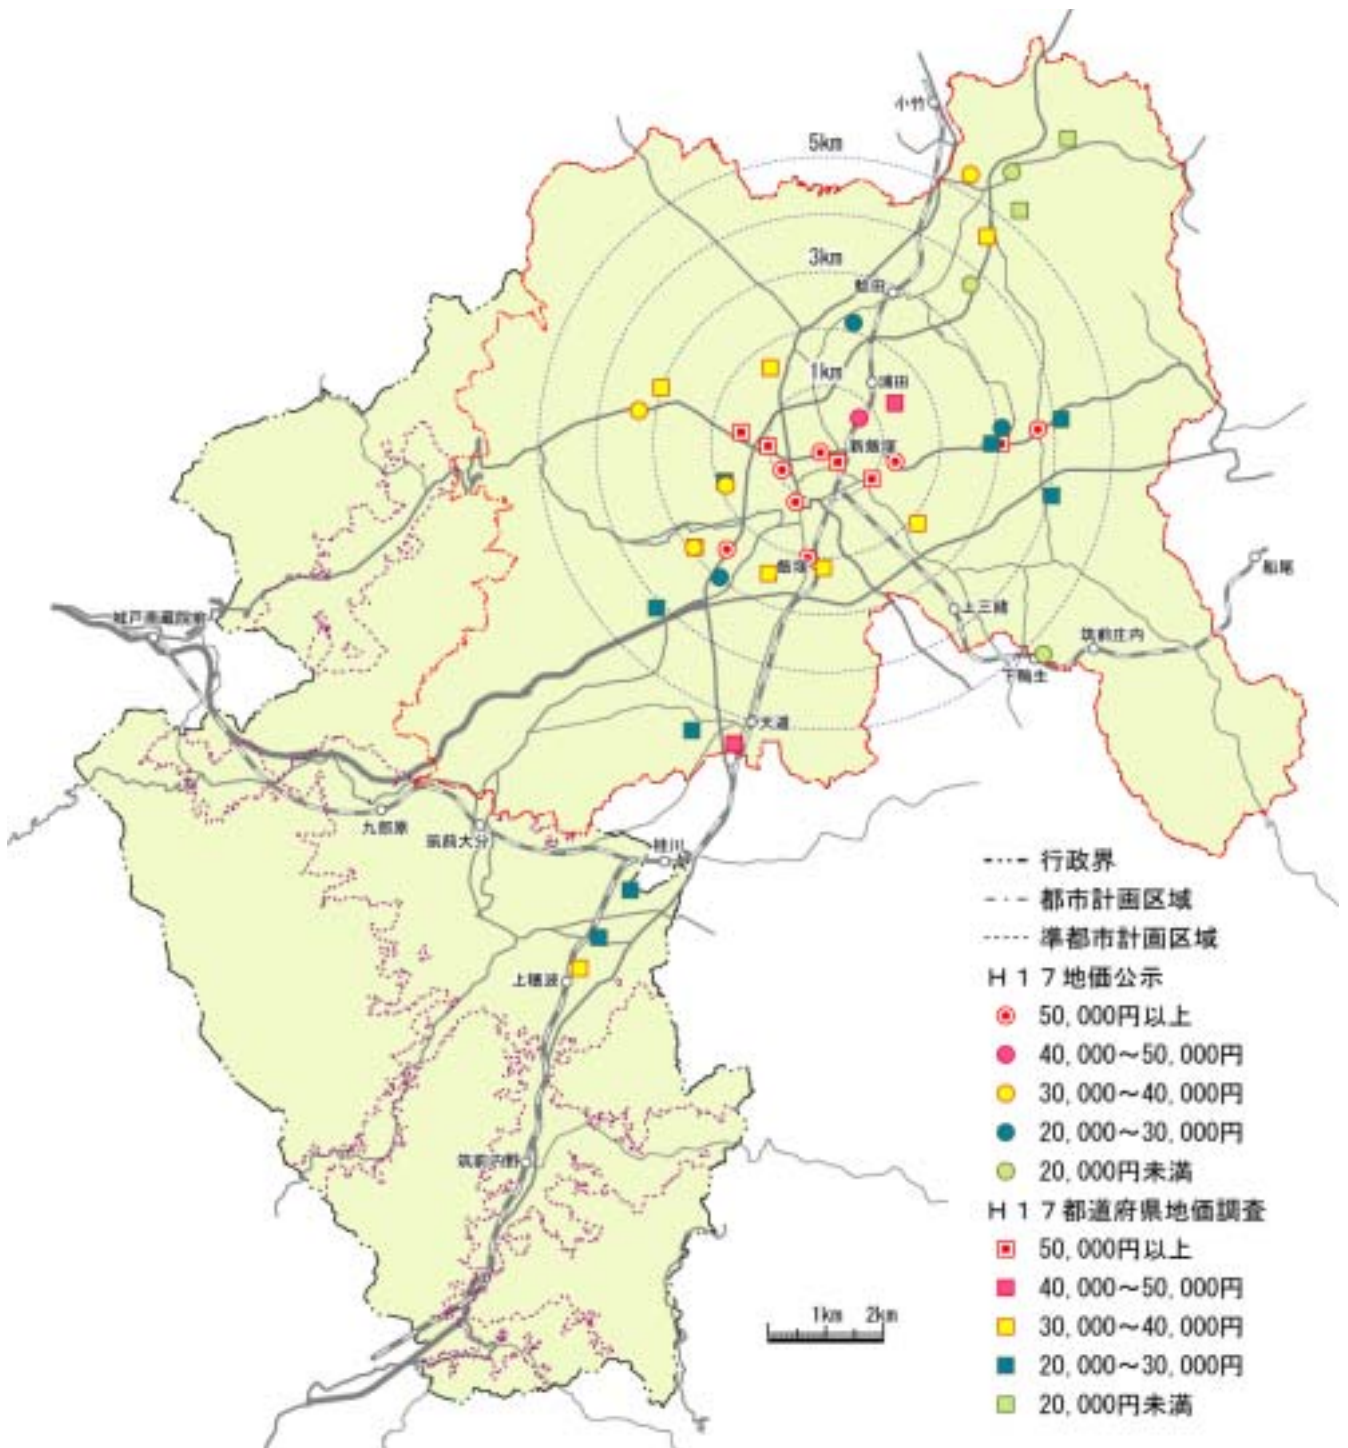 小竹
5km
3km
鯰田
1km
浦田
新飯塚
飯塚
船尾
上三緒
筑前庄内
城戸南蔵院前
下鴨生
天道
九郎原
筑前大分
桂川
行政界
都市計画区域
準都市計画区域
H17地価公示
上穂波
50,000円以上
40,000～50,000円
30,000～40,000円
20,000～30,000円
筑前内野
20,000円未満
H17都道府県地価調査
50,000円以上
40,000～50,000円
1km 2km
30,000～40,000円
20,000～30,000円
20,000円未満